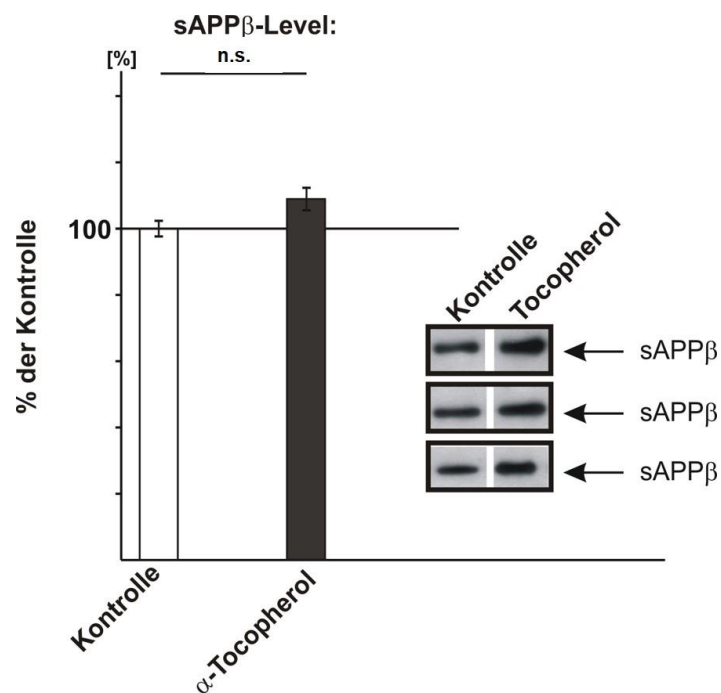 sAPPβ-Level:
[%]
n.s.
% der Kontrolle
100
Kontrolle
α-Tocopherol
Kontrolle
Tocopherol
sAPPβ
sAPPβ
sAPPβ